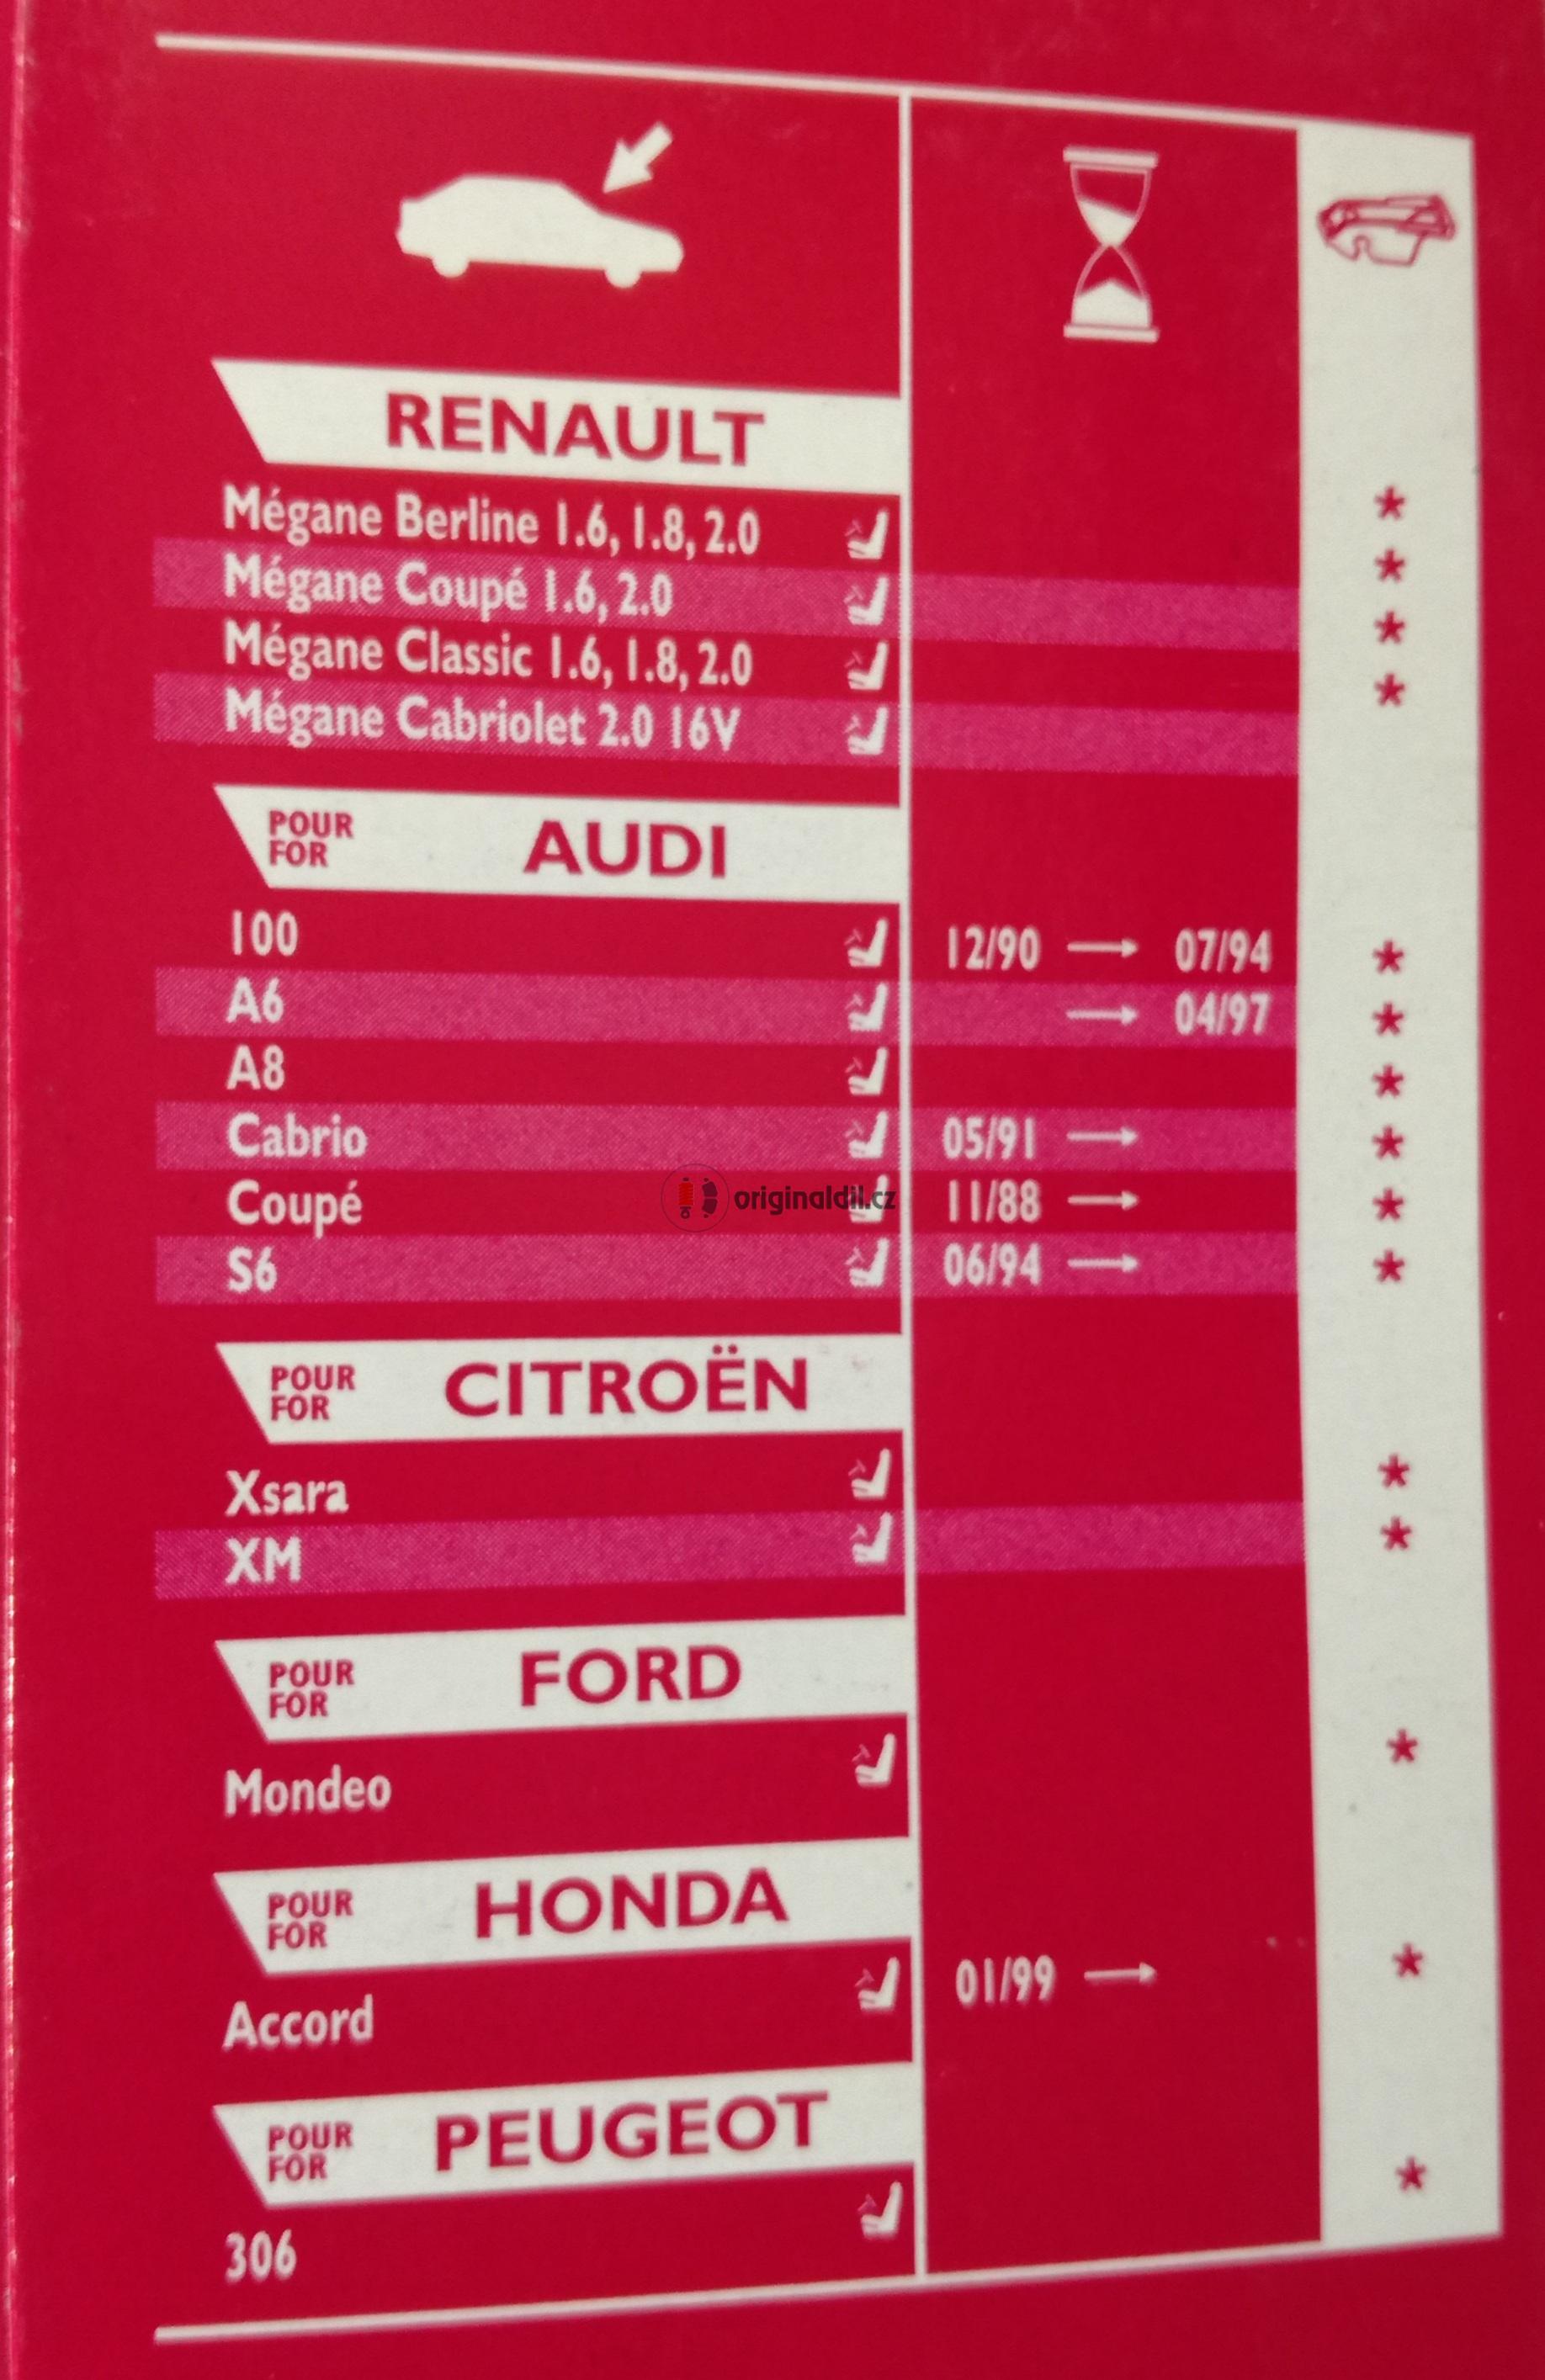 RENAULT
Mégane Berline 1.6, 1.8, 2.0 *
Mégane Coupé 1.6, 2.0 *
Mégane Classic 1.6, 1.8, 2.0 *
Mégane Cabriolet 2.0 16V *
POUR
FOR
AUDI
100 12/90 → 07/94 *
A6 → 04/97 *
A8 *
Cabrio 05/91 → *
originaldil.cz
Coupé 11/88 → *
S6 06/94 → *
POUR
FOR
CITROËN
Xsara *
XM *
POUR
FOR
FORD
Mondeo *
POUR
FOR
HONDA
Accord 01/99 → *
POUR
FOR
PEUGEOT
306 *